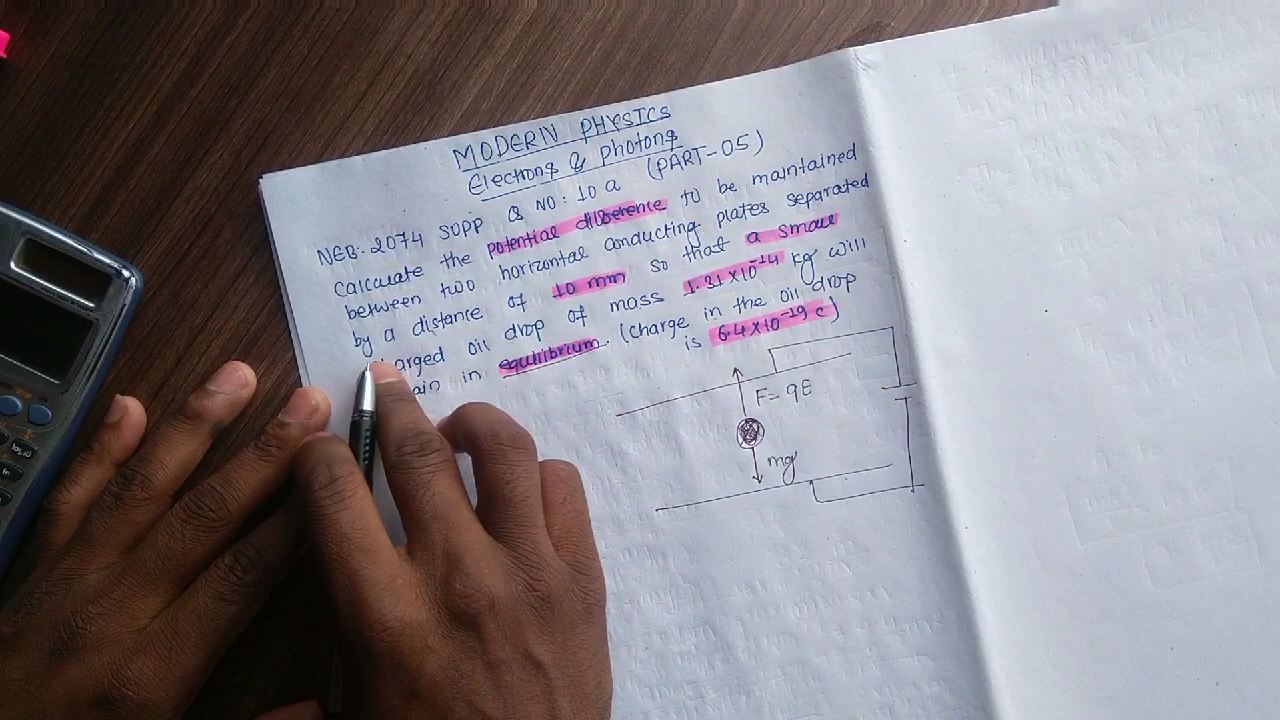 MODERN PHYSICS
Electrons & photons
(PART-05)
NEB:-2074 SUPP Q NO: 10 a
calculate the potential difference to be maintained
between two horizontal conducting plates separated
by a distance of 10 mm so that a small
charged oil drop of mass 1.31×10⁻¹⁴ kg will
ain in equilibrium. (charge in the oil drop
is 6.4×10⁻¹⁹ C)
F= qE
mg